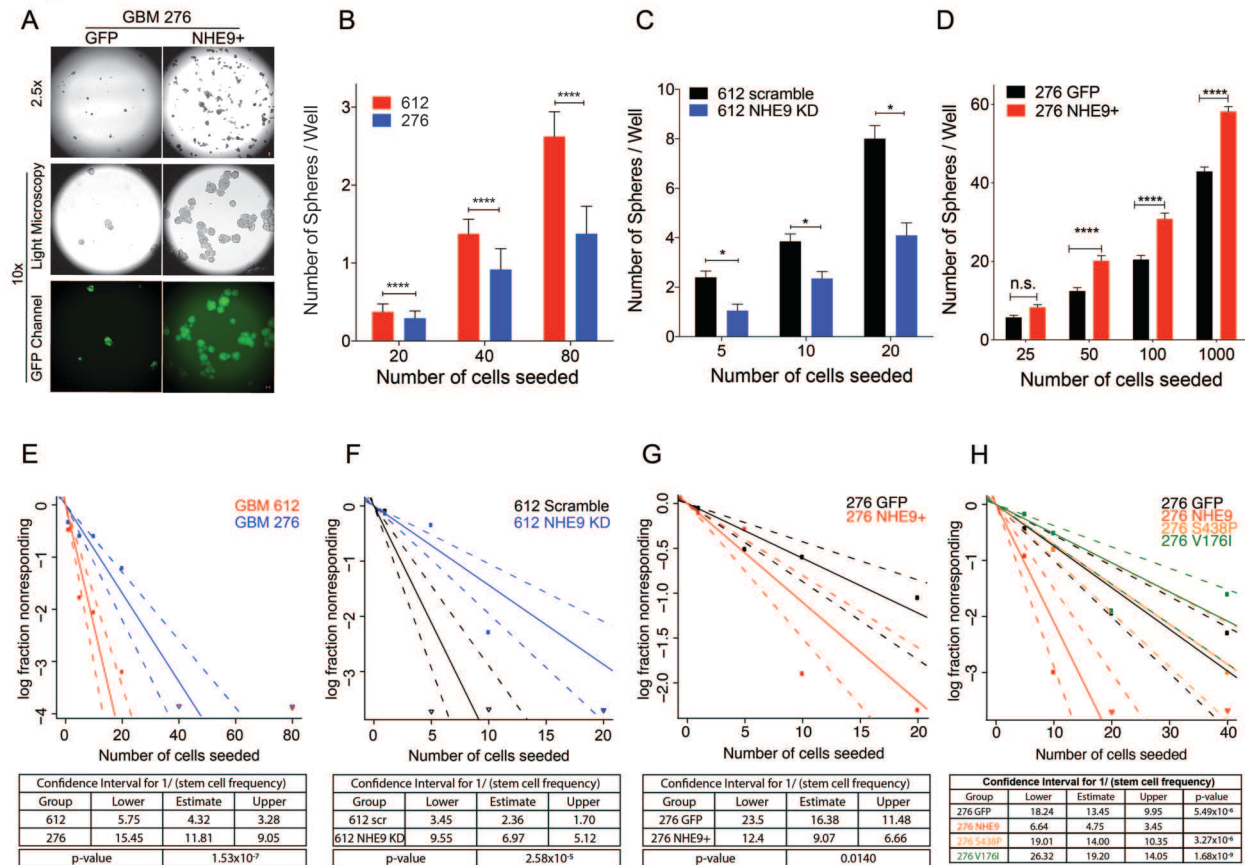 A
GBM 276
GFP NHE9+
2.5x
10x
Light Microscopy
GFP Channel
B
612
276
Number of Spheres / Well
3
2
1
0
**** **** ****
20 40 80
Number of cells seeded
C
612 scramble
612 NHE9 KD
Number of Spheres / Well
10
8
6
4
2
0
* * *
5 10 20
Number of cells seeded
D
276 GFP
276 NHE9+
Number of Spheres / Well
60
40
20
0
n.s. **** **** ****
25 50 100 1000
Number of cells seeded
E
GBM 612
GBM 276
log fraction nonresponding
0
-1
-2
-3
-4
0 20 40 60 80
Number of cells seeded
Confidence Interval for 1/ (stem cell frequency)
Group Lower Estimate Upper
612 5.75 4.32 3.28
276 15.45 11.81 9.05
p-value 1.53x10⁻⁷
F
612 Scramble
612 NHE9 KD
log fraction nonresponding
0
-1
-2
-3
0 5 10 15 20
Number of cells seeded
Confidence Interval for 1/ (stem cell frequency)
Group Lower Estimate Upper
612 scr 3.45 2.36 1.70
612 NHE9 KD 9.55 6.97 5.12
p-value 2.58x10⁻⁵
G
276 GFP
276 NHE9+
log fraction nonresponding
0.0
-0.5
-1.0
-1.5
-2.0
0 5 10 15 20
Number of cells seeded
Confidence Interval for 1/ (stem cell frequency)
Group Lower Estimate Upper
276 GFP 23.5 16.38 11.48
276 NHE9+ 12.4 9.07 6.66
p-value 0.0140
H
276 GFP
276 NHE9
276 S438P
276 V176I
log fraction nonresponding
0
-1
-2
-3
0 10 20 30 40
Number of cells seeded
Confidence Interval for 1/ (stem cell frequency)
Group Lower Estimate Upper p-value
276 GFP 18.24 13.45 9.95 5.49x10⁻⁶
276 NHE9 6.64 4.75 3.45
276 S438P 19.01 14.00 10.35 3.27x10⁻⁶
276 V176I 26.32 19.20 14.05 1.68x10⁻⁹